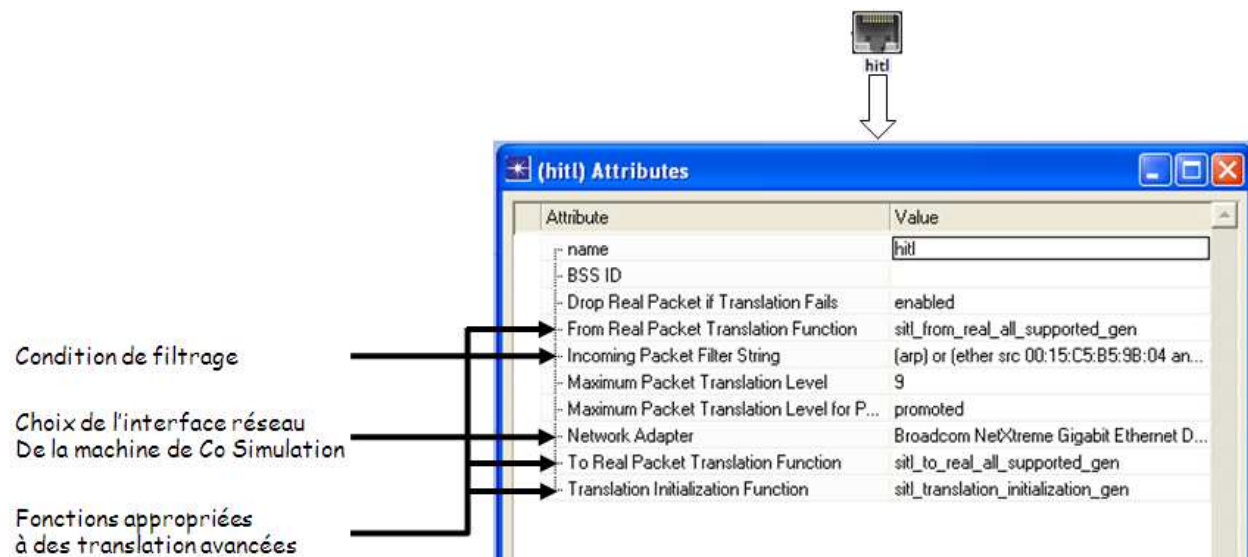 hitl
(hitl) Attributes
Attribute Value
name hitl
BSS ID
Drop Real Packet if Translation Fails enabled
From Real Packet Translation Function sitl_from_real_all_supported_gen
Incoming Packet Filter String (arp) or (ether src 00:15:C5:B5:9B:04 an...
Maximum Packet Translation Level 9
Maximum Packet Translation Level for P... promoted
Network Adapter Broadcom NetXtreme Gigabit Ethernet D...
To Real Packet Translation Function sitl_to_real_all_supported_gen
Translation Initialization Function sitl_translation_initialization_gen
Condition de filtrage
Choix de l'interface réseau
De la machine de Co Simulation
Fonctions appropriées
à des translation avancées